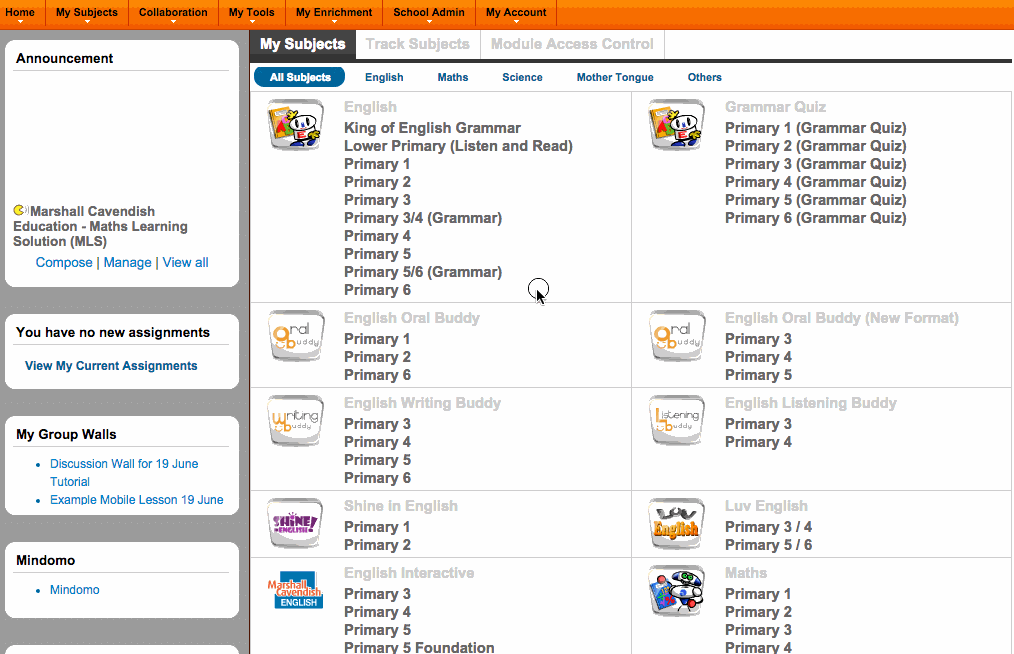 Home
My Subjects
Collaboration
My Tools
My Enrichment
School Admin
My Account
Announcement
Marshall Cavendish
Education - Maths Learning
Solution (MLS)
Compose | Manage | View all
You have no new assignments
View My Current Assignments
My Group Walls
Discussion Wall for 19 June
Tutorial
Example Mobile Lesson 19 June
Mindomo
Mindomo
My Subjects
Track Subjects
Module Access Control
All Subjects
English
Maths
Science
Mother Tongue
Others
English
King of English Grammar
Lower Primary (Listen and Read)
Primary 1
Primary 2
Primary 3
Primary 3/4 (Grammar)
Primary 4
Primary 5
Primary 5/6 (Grammar)
Primary 6
Grammar Quiz
Primary 1 (Grammar Quiz)
Primary 2 (Grammar Quiz)
Primary 3 (Grammar Quiz)
Primary 4 (Grammar Quiz)
Primary 5 (Grammar Quiz)
Primary 6 (Grammar Quiz)
oral
buddy
English Oral Buddy
Primary 1
Primary 2
Primary 6
oral
buddy
English Oral Buddy (New Format)
Primary 3
Primary 4
Primary 5
writing
buddy
English Writing Buddy
Primary 3
Primary 4
Primary 5
Primary 6
Listening
buddy
English Listening Buddy
Primary 3
Primary 4
SHINE!
IN ENGLISH
Shine in English
Primary 1
Primary 2
LUV
English
Luv English
Primary 3 / 4
Primary 5 / 6
Marshall
Cavendish
ENGLISH
English Interactive
Primary 3
Primary 4
Primary 5
Primary 5 Foundation
Maths
Primary 1
Primary 2
Primary 3
Primary 4